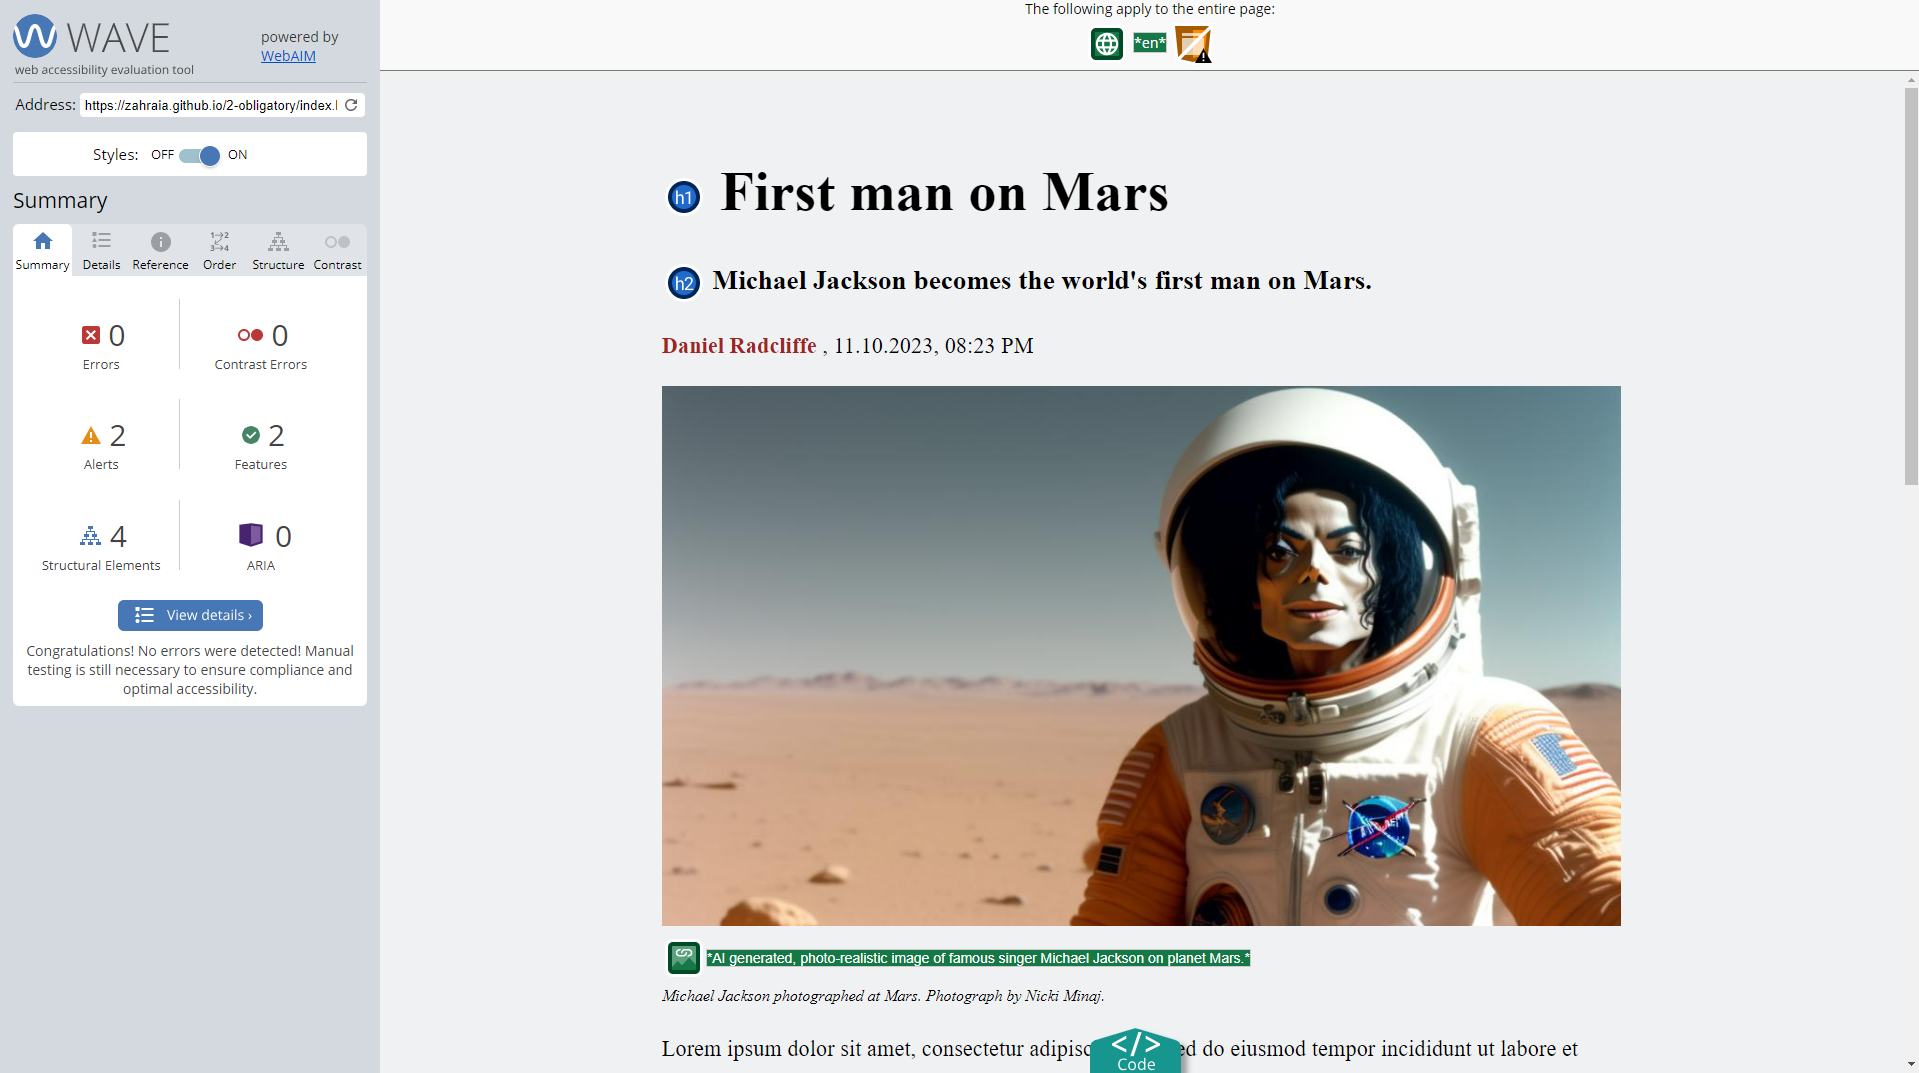 WAVE
web accessibility evaluation tool
powered by
WebAIM
Address: https://zahraia.github.io/2-obligatory/index.
Styles: OFF ON
Summary
Summary Details Reference Order Structure Contrast
0
Errors
0
Contrast Errors
2
Alerts
2
Features
4
Structural Elements
0
ARIA
View details ›
Congratulations! No errors were detected! Manual
testing is still necessary to ensure compliance and
optimal accessibility.
The following apply to the entire page:
*en*
h1 First man on Mars
h2 Michael Jackson becomes the world's first man on Mars.
Daniel Radcliffe , 11.10.2023, 08:23 PM
*AI generated, photo-realistic image of famous singer Michael Jackson on planet Mars.*
Michael Jackson photographed at Mars. Photograph by Nicki Minaj.
Lorem ipsum dolor sit amet, consectetur adipisc ed do eiusmod tempor incididunt ut labore et
</> Code